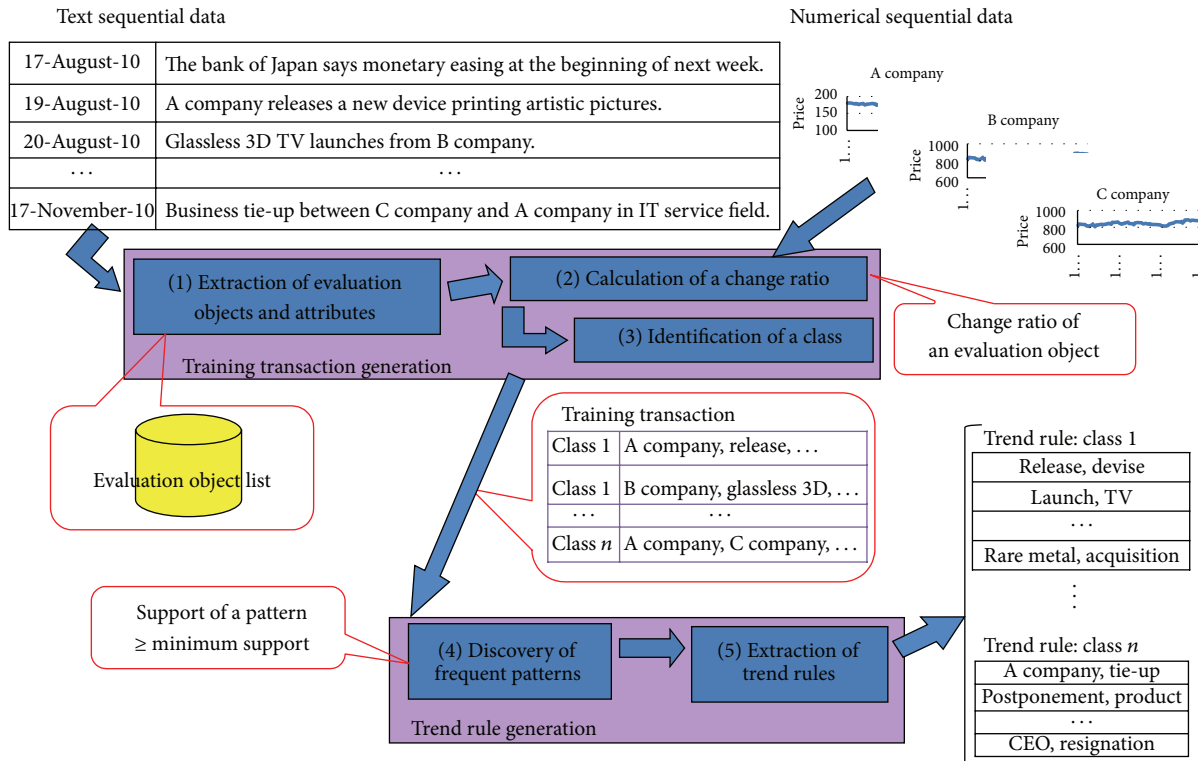 Text sequential data
17-August-10 The bank of Japan says monetary easing at the beginning of next week.
19-August-10 A company releases a new device printing artistic pictures.
20-August-10 Glassless 3D TV launches from B company.
... ...
17-November-10 Business tie-up between C company and A company in IT service field.
Numerical sequential data
A company
Price
200
150
100
1...
B company
Price
1000
800
600
1...
C company
Price
1000
800
600
1...
1...
1...
1...
(1) Extraction of evaluation
objects and attributes
(2) Calculation of a change ratio
(3) Identification of a class
Training transaction generation
Change ratio of
an evaluation object
Evaluation object list
Training transaction
Class 1 A company, release, ...
Class 1 B company, glassless 3D, ...
... ...
Class n A company, C company, ...
Support of a pattern
≥ minimum support
(4) Discovery of
frequent patterns
(5) Extraction of
trend rules
Trend rule generation
Trend rule: class 1
Release, devise
Launch, TV
...
Rare metal, acquisition
...
Trend rule: class n
A company, tie-up
Postponement, product
...
CEO, resignation